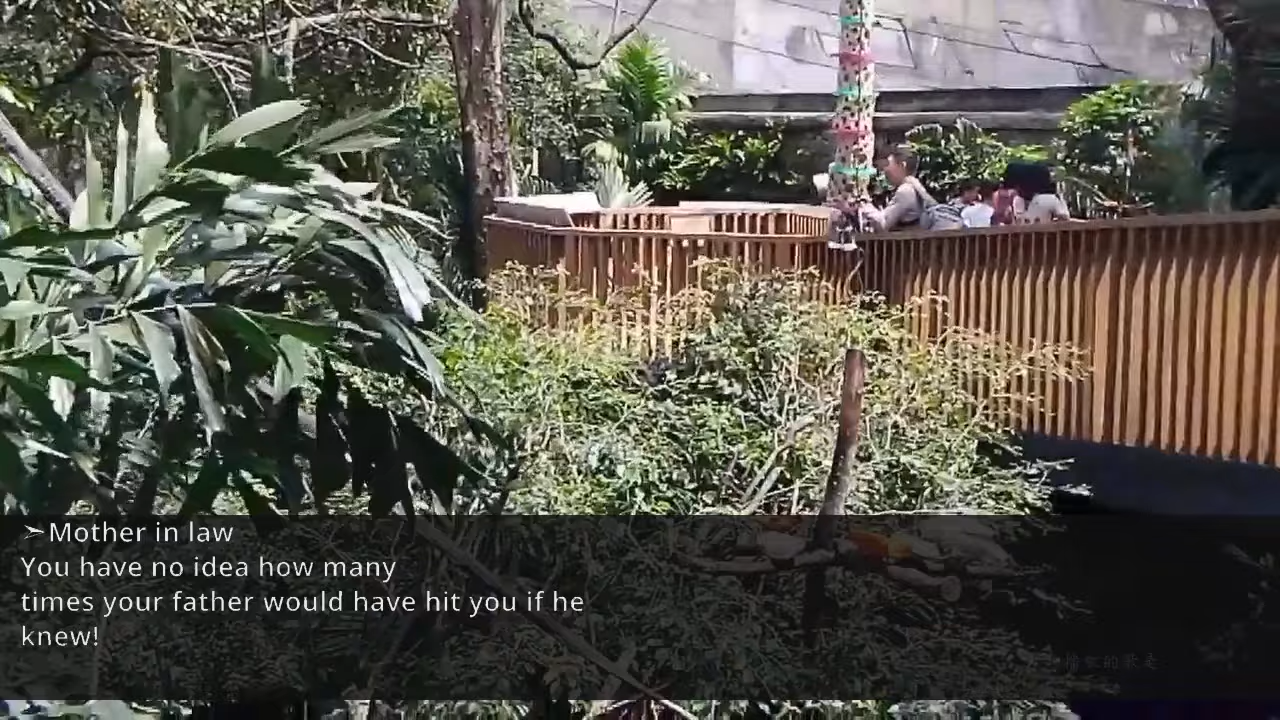 ➣Mother in law
You have no idea how many
times your father would have hit you if he
knew!